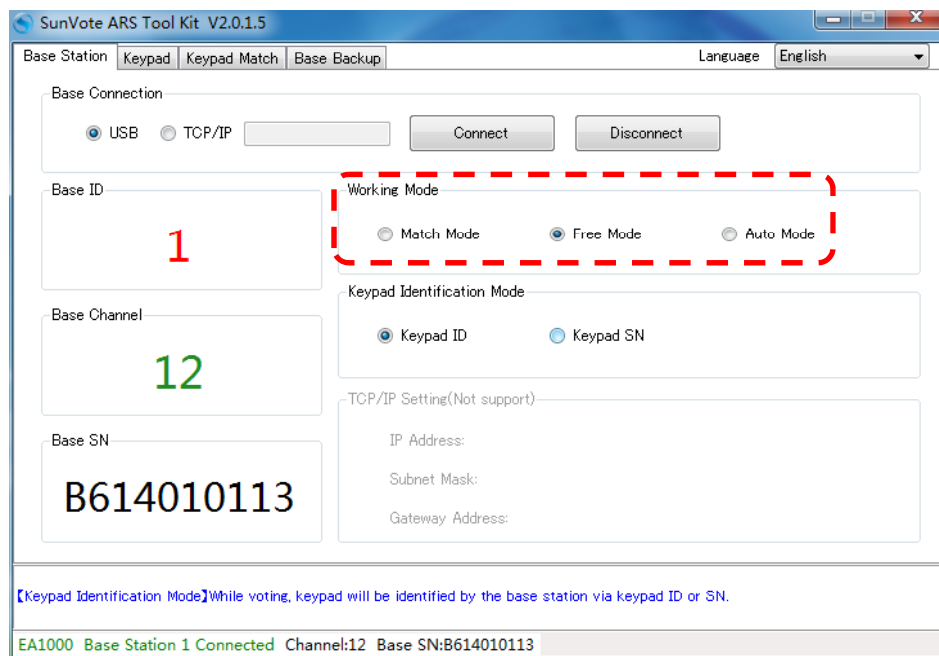 SunVote ARS Tool Kit V2.0.1.5
Base Station Keypad Keypad Match Base Backup Language English
Base Connection
USB TCP/IP Connect Disconnect
Base ID
1
Working Mode
Match Mode Free Mode Auto Mode
Base Channel
12
Keypad Identification Mode
Keypad ID Keypad SN
Base SN
B614010113
TCP/IP Setting(Not support)
IP Address:
Subnet Mask:
Gateway Address:
【Keypad Identification Mode】While voting, keypad will be identified by the base station via keypad ID or SN.
EA1000 Base Station 1 Connected Channel:12 Base SN:B614010113